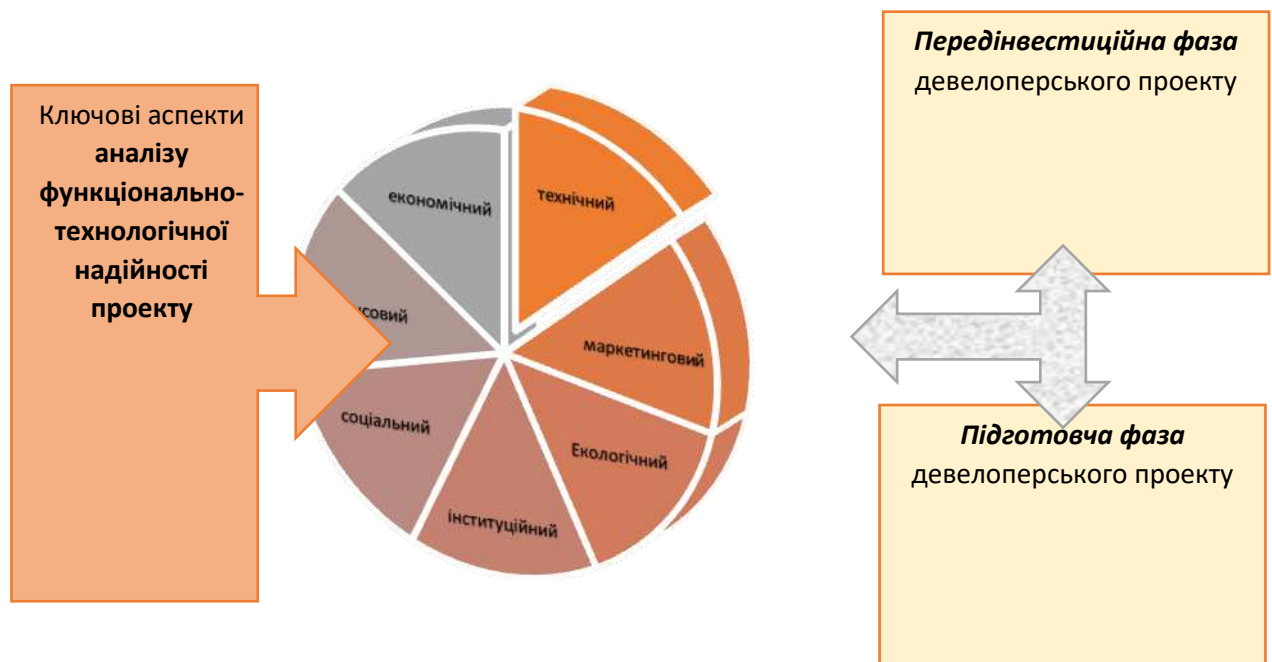 Ключові аспекти
аналізу
функціонально-
технологічної
надійності
проекту
економічний
технічний
маркетинговий
Екологічний
інституційний
соціальний
Передінвестиційна фаза
девелоперського проекту
Підготовча фаза
девелоперського проекту